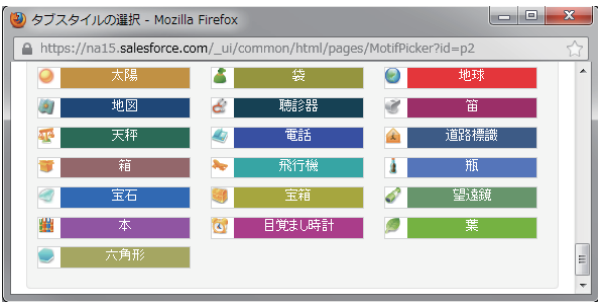 タブスタイルの選択 - Mozilla Firefox
https://na15.salesforce.com/_ui/common/html/pages/MotifPicker?id=p2
太陽 袋 地球
地図 聴診器 笛
天秤 電話 道路標識
箱 飛行機 瓶
宝石 宝箱 望遠鏡
本 目覚まし時計 葉
六角形